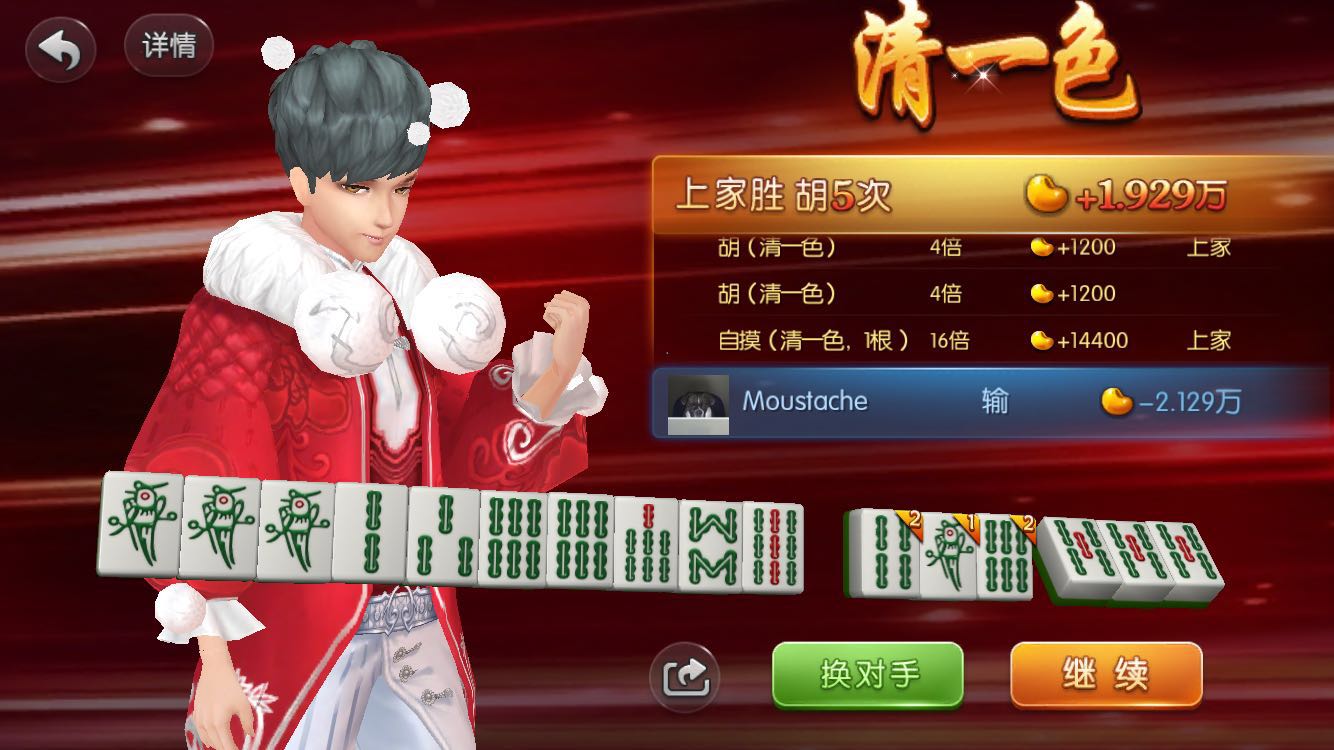 详情
清一色
上家胜 胡5次 +1.929万
胡（清一色） 4倍 +1200 上家
胡（清一色） 4倍 +1200
自摸（清一色，1根） 16倍 +14400 上家
Moustache 输 -2.129万
2 1 2
换对手 继续